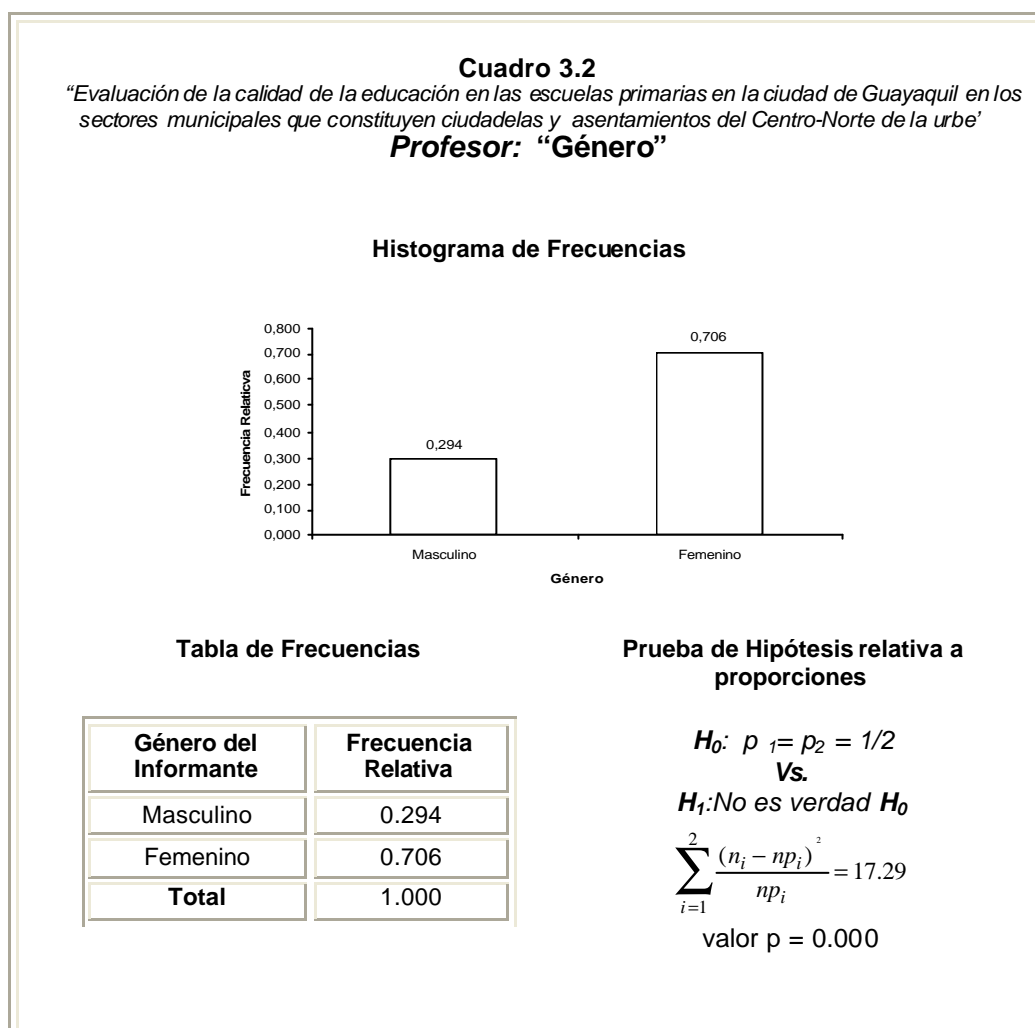 Cuadro 3.2
“Evaluación de la calidad de la educación en las escuelas primarias en la ciudad de Guayaquil en los
sectores municipales que constituyen ciudadelas y asentamientos del Centro-Norte de la urbe’
Profesor: “Género”
Histograma de Frecuencias
0,800
0,700
0,600
0,500
0,400
0,300
0,200
0,100
0,000
Frecuencia Relaticva
0,294
0,706
Masculino
Femenino
Género
Tabla de Frecuencias
Género del Informante | Frecuencia Relativa
Masculino | 0.294
Femenino | 0.706
Total | 1.000
Prueba de Hipótesis relativa a
proporciones
H₀: p ₁= p₂ = 1/2
Vs.
H₁:No es verdad H₀
∑_{i=1}^{2} (n_i − np_i)² / np_i = 17.29
valor p = 0.000